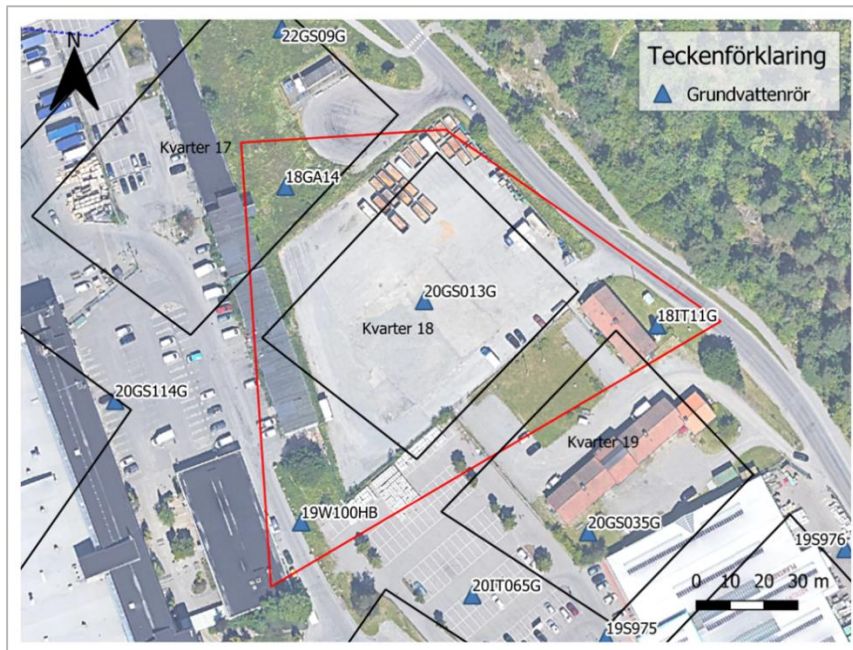 22GS09G
N
Teckenförklaring
Grundvattenrör
Kvarter 17
18GA14
20GS013G
Kvarter 18
18IT11G
20GS114G
Kvarter 19
19W100HB
20GS035G
19S976
20IT065G
0 10 20 30 m
19S975